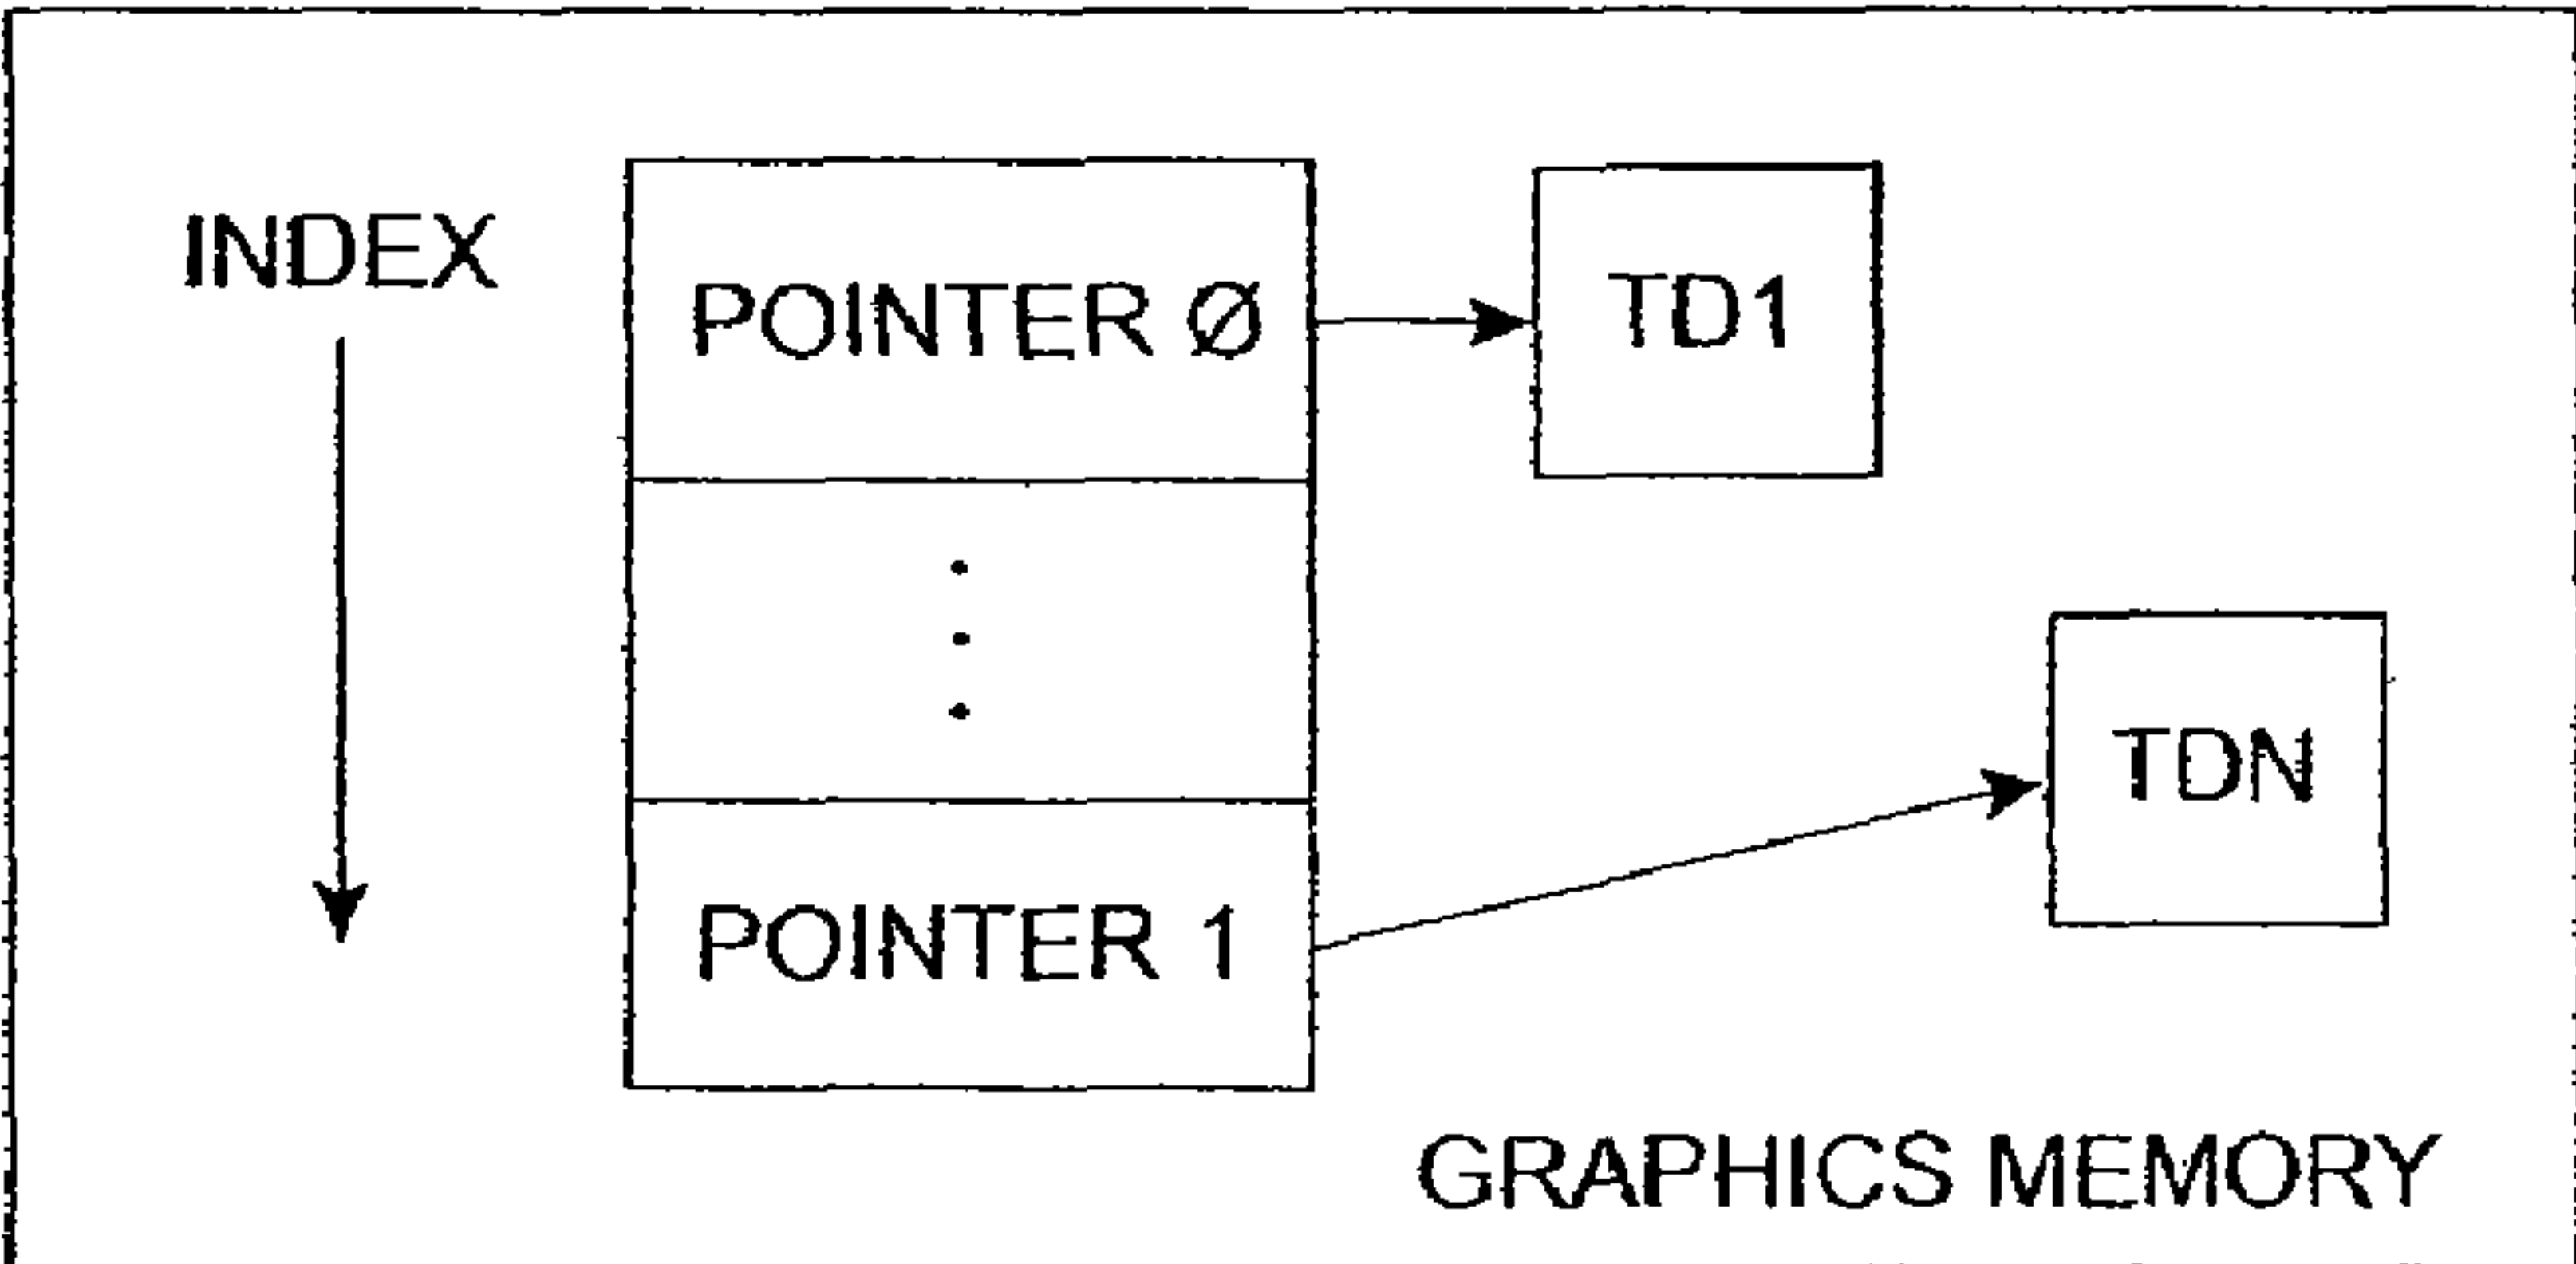 INDEX
POINTER Ø
TD1
TDN
POINTER 1
GRAPHICS MEMORY